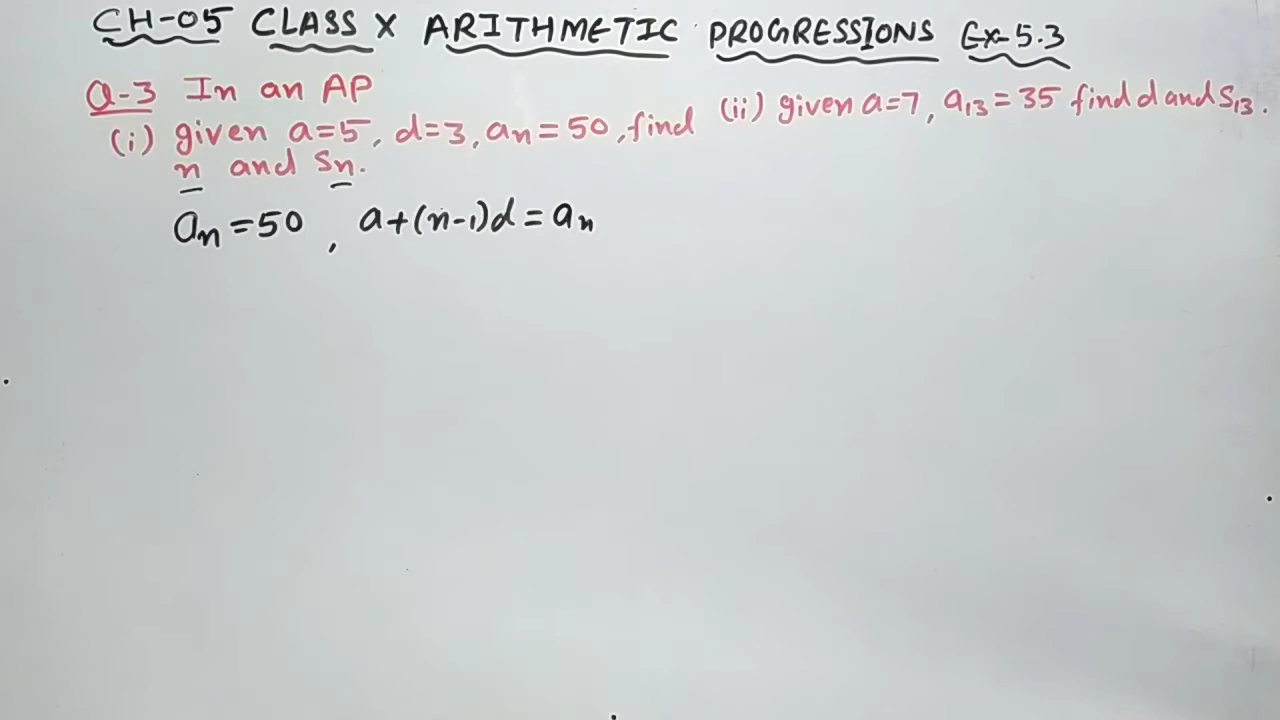 CH-05 CLASS X ARITHMETIC PROGRESSIONS Ex-5.3
Q-3 In an AP
(i) given a=5, d=3, an=50, find
n and Sn.
(ii) given a=7, a13=35 find d and S13.
an=50, a+(n-1)d=an